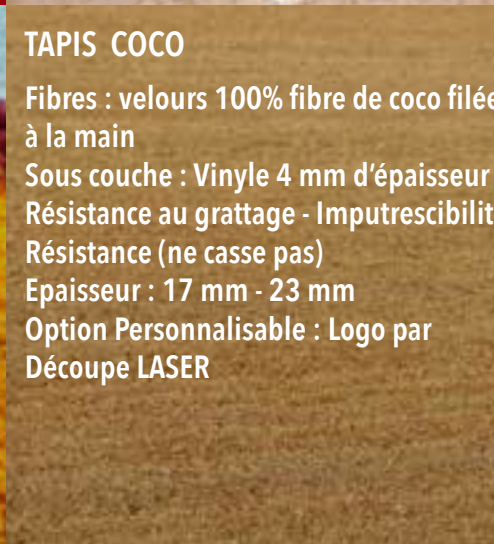 TAPIS COCO
Fibres : velours 100% fibre de coco filée
à la main
Sous couche : Vinyle 4 mm d’épaisseur
Résistance au grattage - Imputrescibilit
Résistance (ne casse pas)
Epaisseur : 17 mm - 23 mm
Option Personnalisable : Logo par
Découpe LASER